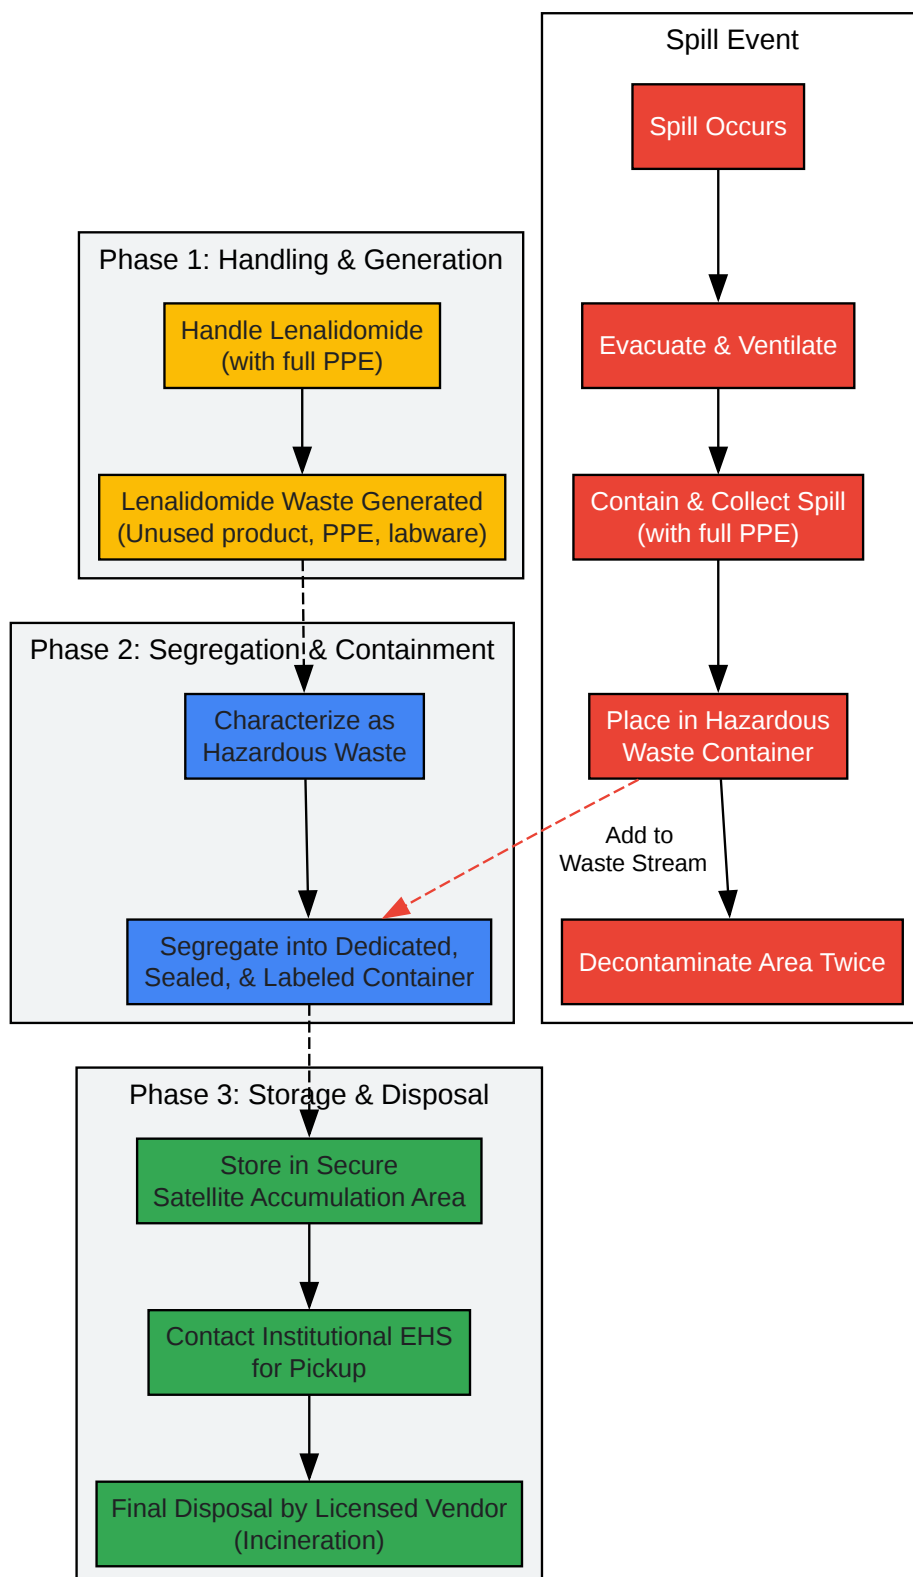 Spill Event
Spill Occurs
Evacuate & Ventilate
Contain & Collect Spill
(with full PPE)
Place in Hazardous
Waste Container
Add to
Waste Stream
Decontaminate Area Twice
Phase 1: Handling & Generation
Handle Lenalidomide
(with full PPE)
Lenalidomide Waste Generated
(Unused product, PPE, labware)
Phase 2: Segregation & Containment
Characterize as
Hazardous Waste
Segregate into Dedicated,
Sealed, & Labeled Container
Phase 3: Storage & Disposal
Store in Secure
Satellite Accumulation Area
Contact Institutional EHS
for Pickup
Final Disposal by Licensed Vendor
(Incineration)